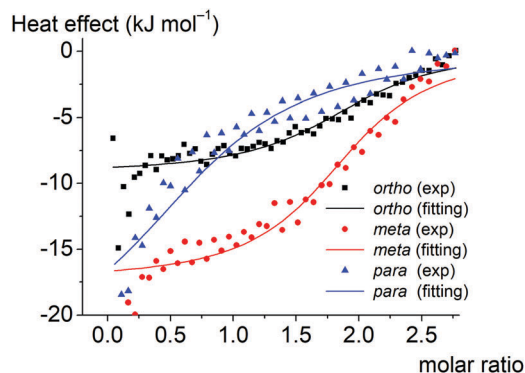 Heat effect (kJ mol⁻¹)
0
-5
-10
-15
-20
0.0 0.5 1.0 1.5 2.0 2.5
molar ratio
ortho (exp)
ortho (fitting)
meta (exp)
meta (fitting)
para (exp)
para (fitting)